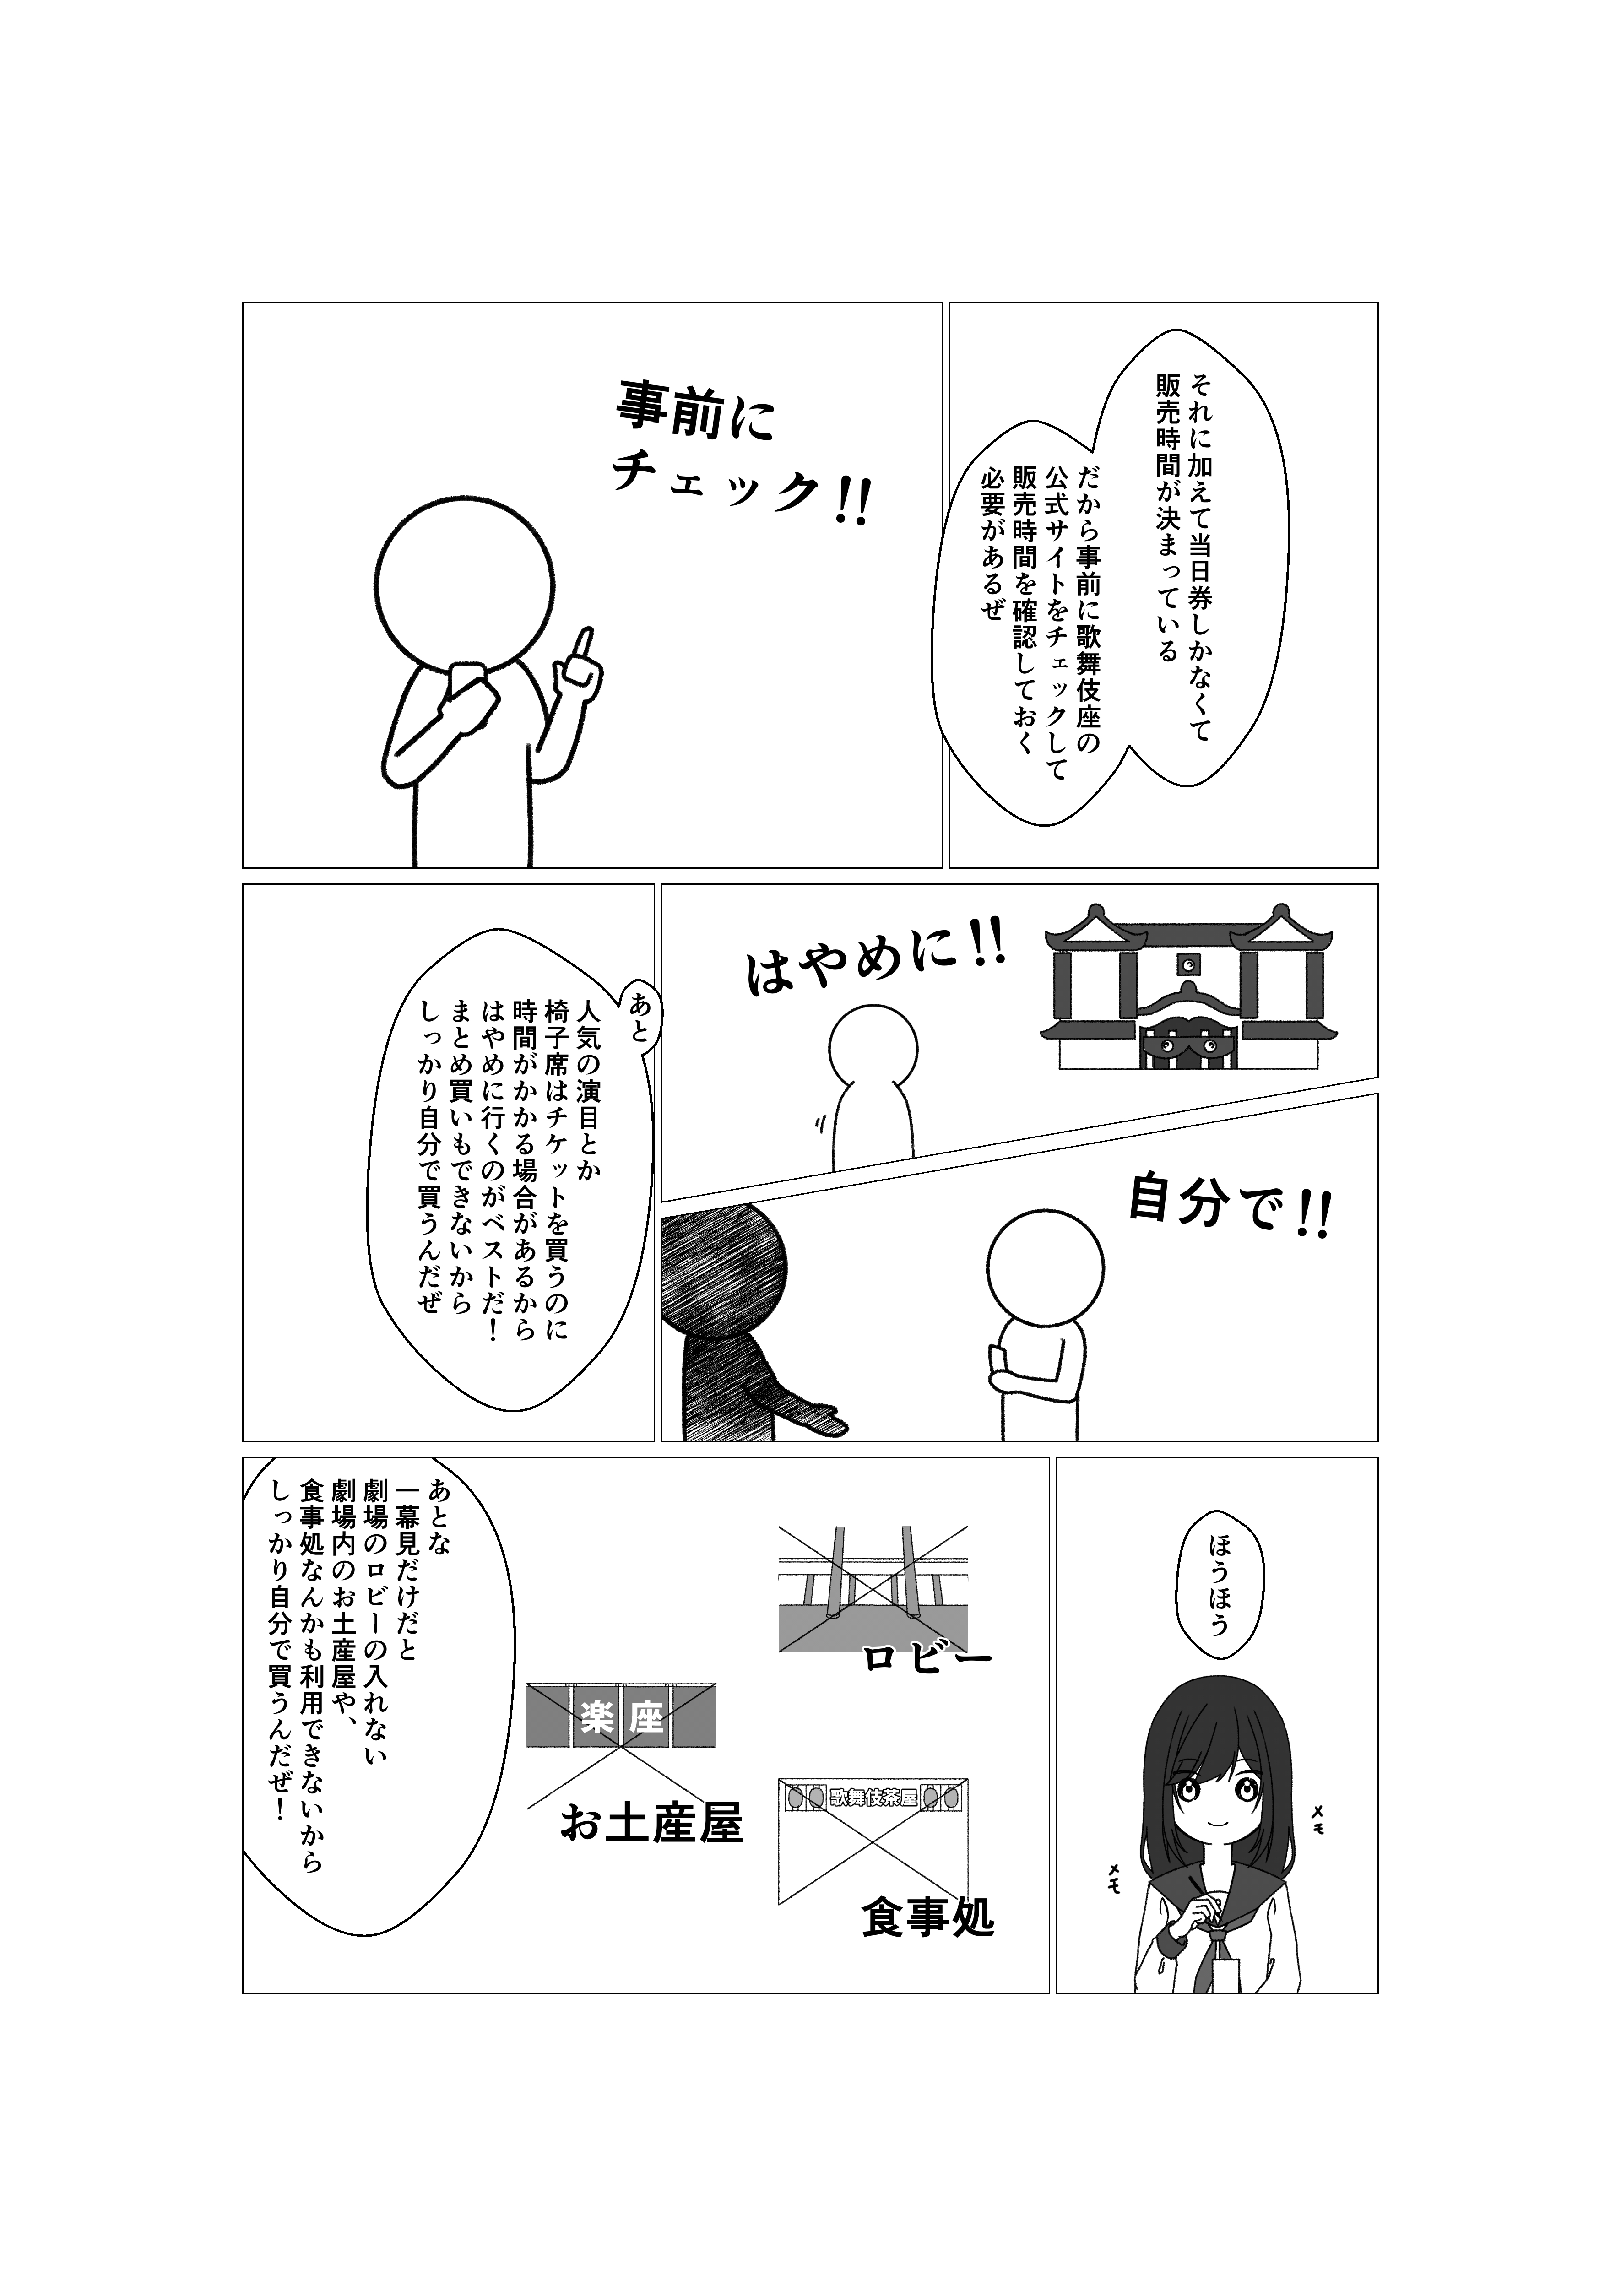 それに加えて当日券しかなくて
販売時間が決まっている
だから事前に歌舞伎座の
公式サイトをチェックして
販売時間を確認しておく
必要があるぜ
事前に
チェック!!
はやめに!!
自分で!!
あと
人気の演目とか
椅子席はチケットを買うのに
時間がかかる場合があるから
はやめに行くのがベストだ！
まとめ買いもできないから
しっかり自分で買うんだぜ
ほうほう
メモ
メモ
ロビー
楽座
お土産屋
歌舞伎茶屋
食事処
あとな
一幕見だけだと
劇場のロビーの入れない
劇場内のお土産屋や、
食事処なんかも利用できないから
しっかり自分で買うんだぜ！